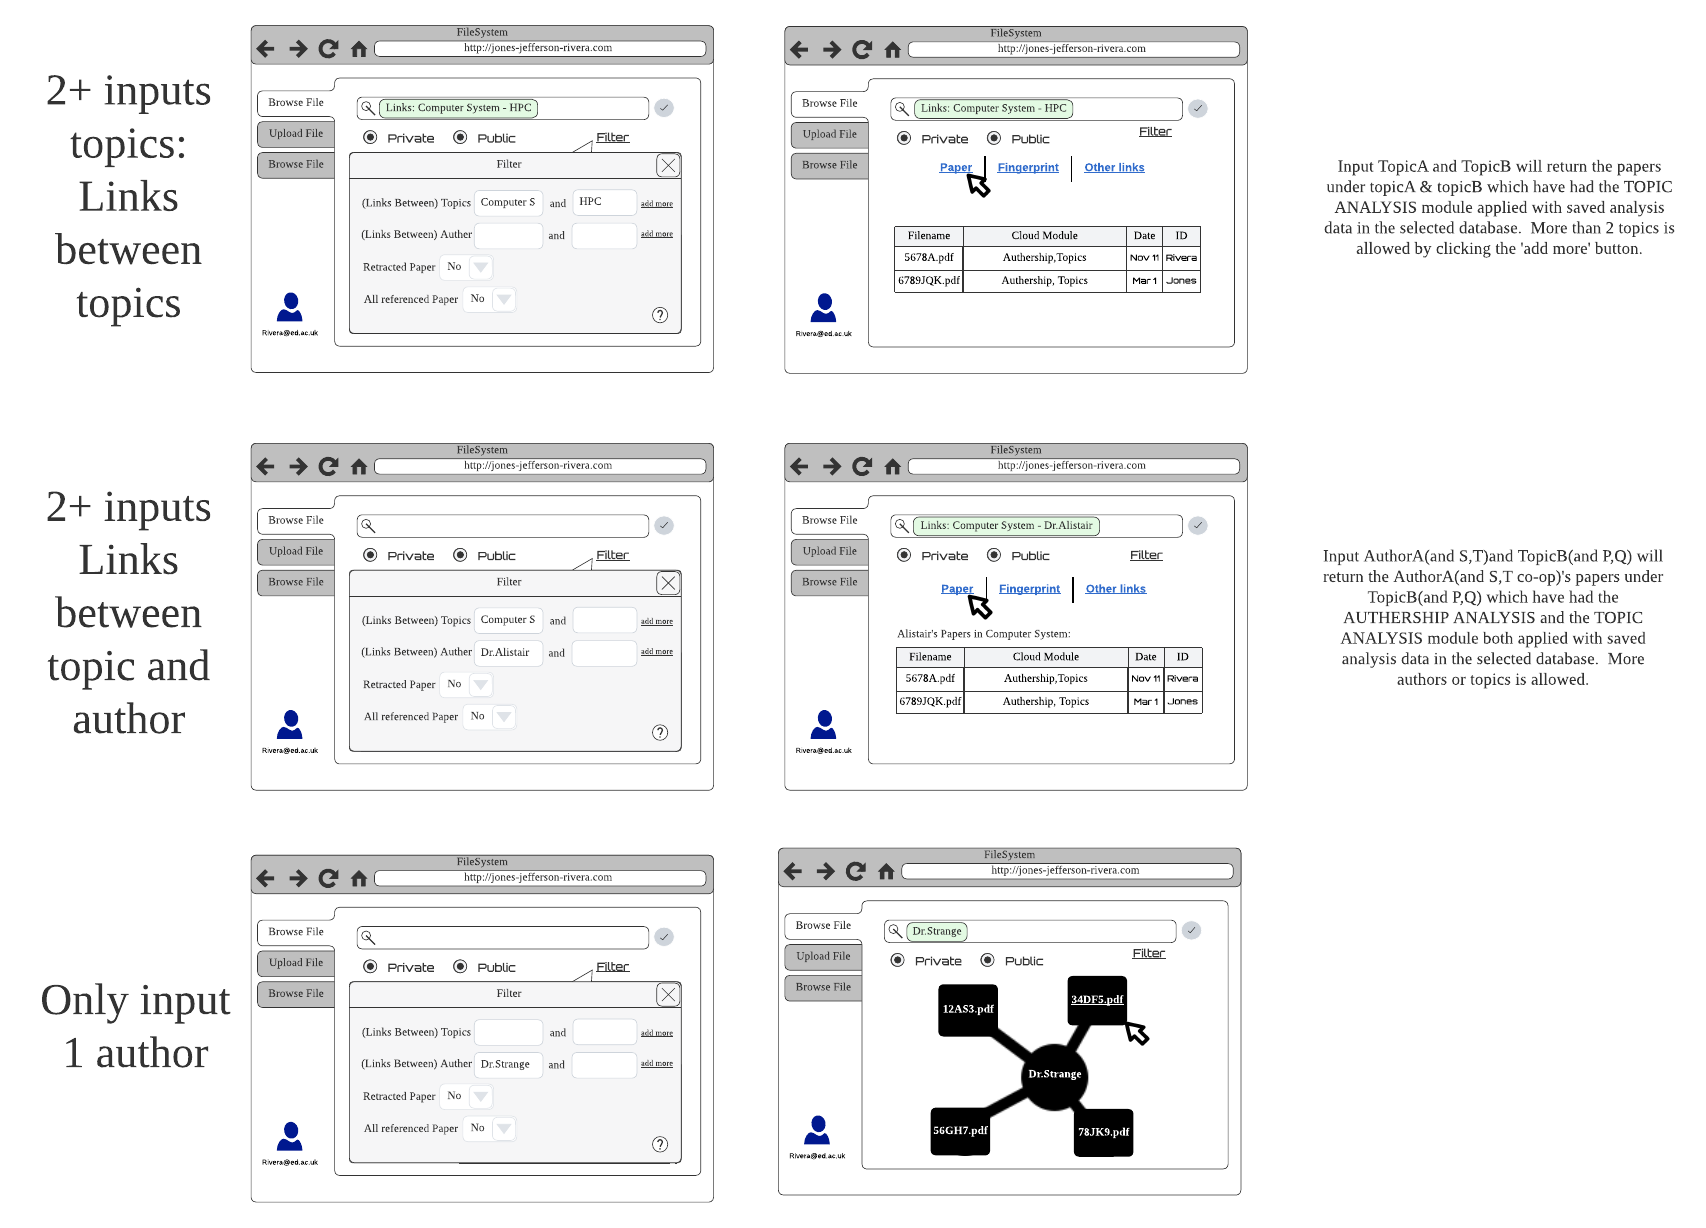 2+ inputs
topics:
Links
between
topics
FileSystem
http://jones-jefferson-rivera.com
Browse File
Upload File
Browse File
Links: Computer System - HPC
Private Public Filter
Filter
(Links Between) Topics Computer S and HPC add more
(Links Between) Auther and add more
Retracted Paper No
All referenced Paper No
?
Rivera@ed.ac.uk
FileSystem
http://jones-jefferson-rivera.com
Browse File
Upload File
Browse File
Links: Computer System - HPC
Private Public Filter
Paper Fingerprint Other links
Filename Cloud Module Date ID
5678A.pdf Authership,Topics Nov 11 Rivera
6789JQK.pdf Authership, Topics Mar 1 Jones
Rivera@ed.ac.uk
Input TopicA and TopicB will return the papers
under topicA & topicB which have had the TOPIC
ANALYSIS module applied with saved analysis
data in the selected database. More than 2 topics is
allowed by clicking the 'add more' button.
2+ inputs
Links
between
topic and
author
FileSystem
http://jones-jefferson-rivera.com
Browse File
Upload File
Browse File
Private Public Filter
Filter
(Links Between) Topics Computer S and add more
(Links Between) Auther Dr.Alistair and add more
Retracted Paper No
All referenced Paper No
?
Rivera@ed.ac.uk
FileSystem
http://jones-jefferson-rivera.com
Browse File
Upload File
Browse File
Links: Computer System - Dr.Alistair
Private Public Filter
Paper Fingerprint Other links
Alistair's Papers in Computer System:
Filename Cloud Module Date ID
5678A.pdf Authership,Topics Nov 11 Rivera
6789JQK.pdf Authership, Topics Mar 1 Jones
Rivera@ed.ac.uk
Input AuthorA(and S,T)and TopicB(and P,Q) will
return the AuthorA(and S,T co-op)'s papers under
TopicB(and P,Q) which have had the
AUTHERSHIP ANALYSIS and the TOPIC
ANALYSIS module both applied with saved
analysis data in the selected database. More
authors or topics is allowed.
Only input
1 author
FileSystem
http://jones-jefferson-rivera.com
Browse File
Upload File
Browse File
Private Public Filter
Filter
(Links Between) Topics and add more
(Links Between) Auther Dr.Strange and add more
Retracted Paper No
All referenced Paper No
?
Rivera@ed.ac.uk
FileSystem
http://jones-jefferson-rivera.com
Browse File
Upload File
Browse File
Dr.Strange
Private Public Filter
12AS3.pdf 34DF5.pdf
Dr.Strange
56GH7.pdf 78JK9.pdf
Rivera@ed.ac.uk